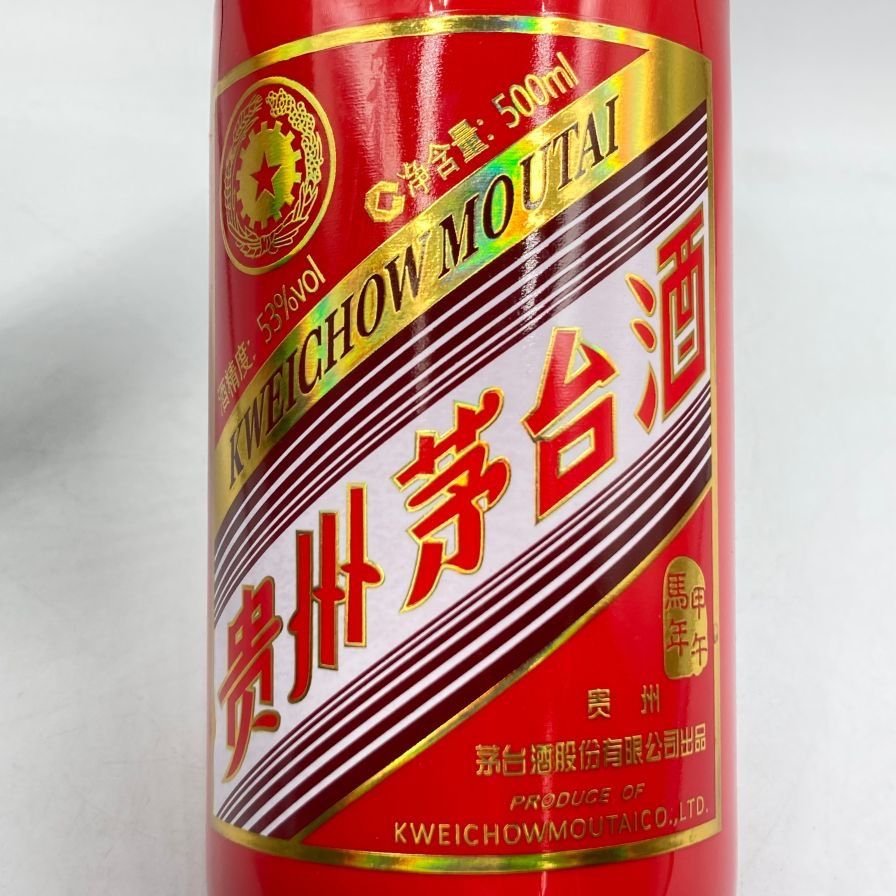 净含量: 500ml
酒精度: 53%vol
KWEICHOW MOUTAI
贵州茅台酒
甲午
馬年
贵州
茅台酒股份有限公司出品
PRODUCE OF
KWEICHOWMOUTAICO.,LTD.